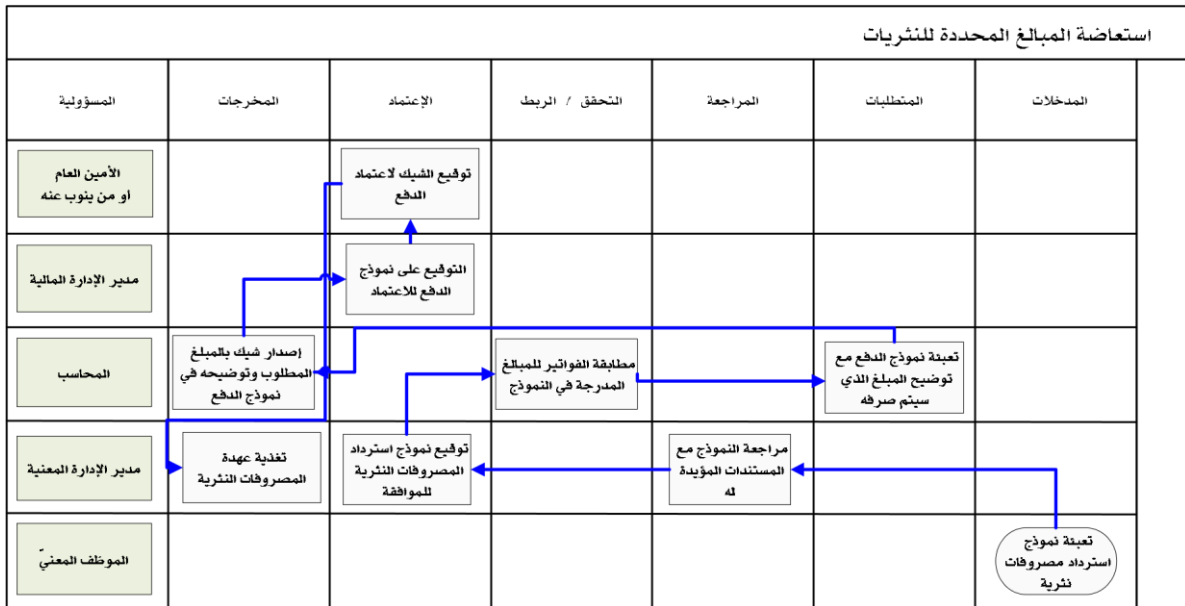 استعاضة المبالغ المحددة للنثريات
المدخلات
المتطلبات
المراجعة
التحقق / الربط
الإعتماد
المخرجات
المسؤولية
توقيع الشيك لاعتماد
الدفع
الأمين العام
او من ينوب عنه
التوقيع على نموذج
الدفع للاعتماد
مدير الإدارة المالية
تعبئة نموذج الدفع مع
توضيح المبلغ الذي
سيتم صرفه
مطابقة الفواتير للمبالغ
المدرجة في النموذج
إصدار شيك بالمبلغ
المطلوب وتوضيحه في
نموذج الدفع
المحاسب
مراجعة النموذج مع
المستندات المؤيدة
له
توقيع نموذج استرداد
المصروفات النثرية
للموافقة
تغذية عهدة
المصروفات النثرية
مدير الإدارة المعنية
تعبئة نموذج
استرداد مصروفات
نثرية
الموظف المعنيّ